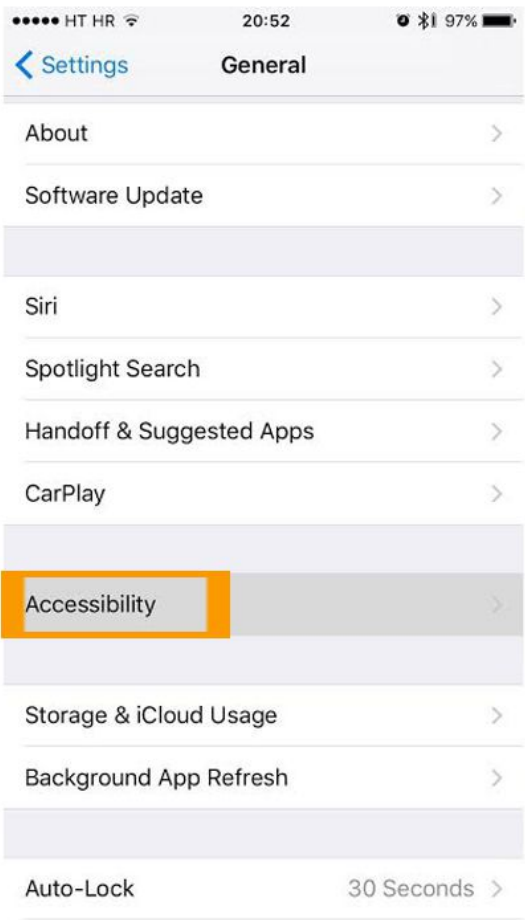 HT HR 20:52 97%
Settings General
About
Software Update
Siri
Spotlight Search
Handoff & Suggested Apps
CarPlay
Accessibility
Storage & iCloud Usage
Background App Refresh
Auto-Lock 30 Seconds